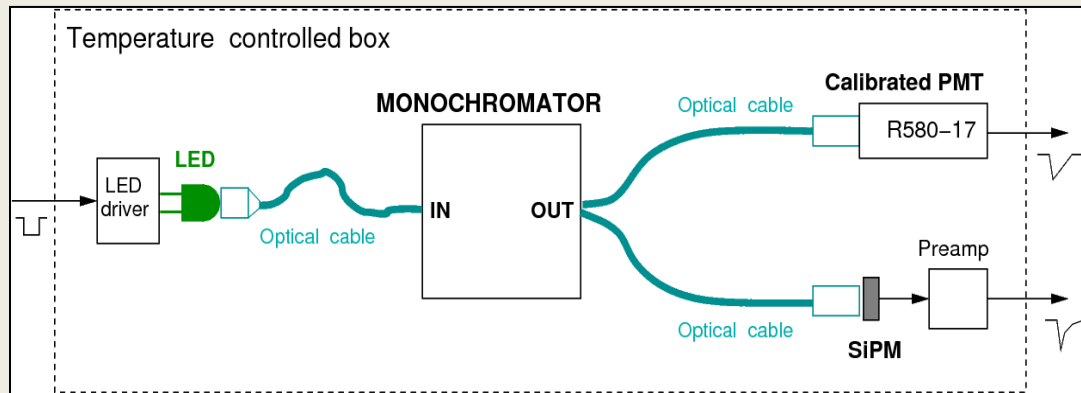 Temperature controlled box
MONOCHROMATOR
Optical cable
Calibrated PMT
R580-17
LED
LED
driver
Optical cable
IN
OUT
Preamp
Optical cable
SiPM